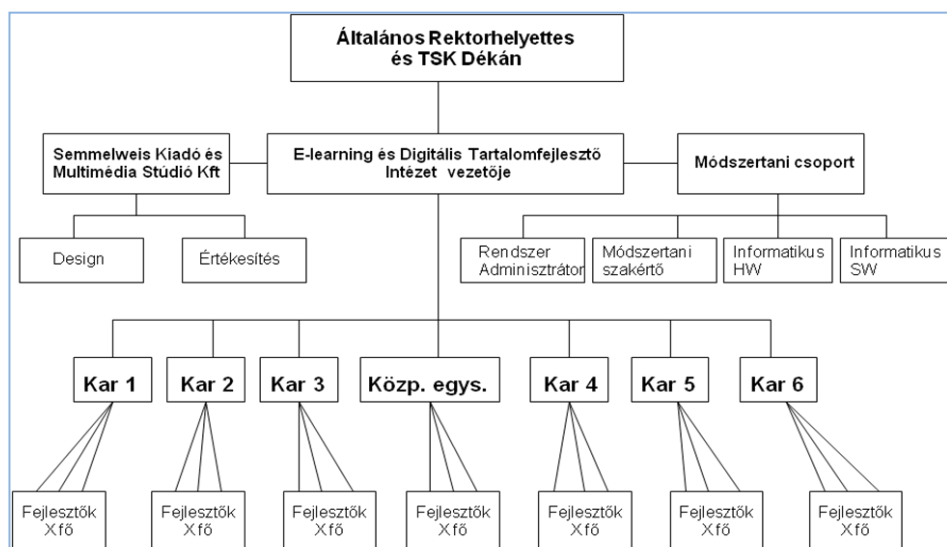 Általános Rektorhelyettes
és TSK Dékán
Semmelweis Kiadó és
Multimédia Stúdió Kft
E-learning és Digitális Tartalomfejlesztő
Intézet vezetője
Módszertani csoport
Design
Értékesítés
Rendszer
Adminisztrátor
Módszertani
szakértő
Informatikus
HW
Informatikus
SW
Kar 1
Kar 2
Kar 3
Közp. egys.
Kar 4
Kar 5
Kar 6
Fejlesztők
X fő
Fejlesztők
X fő
Fejlesztők
X fő
Fejlesztők
X fő
Fejlesztők
X fő
Fejlesztők
X fő
Fejlesztők
X fő